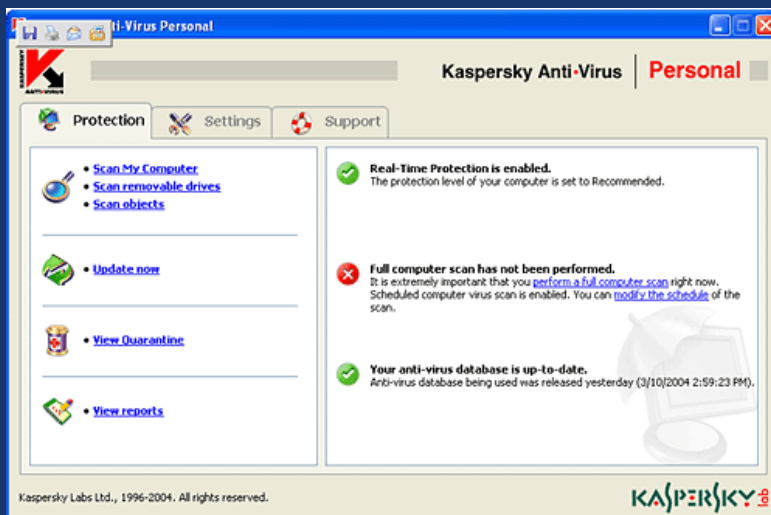 ti-Virus Personal
KASPERSKY
ANTI-VIRUS
Kaspersky Anti•Virus Personal
Protection Settings Support
• Scan My Computer
• Scan removable drives
• Scan objects
• Update now
• View Quarantine
• View reports
Real-Time Protection is enabled.
The protection level of your computer is set to Recommended.
Full computer scan has not been performed.
It is extremely important that you perform a full computer scan right now.
Scheduled computer virus scan is enabled. You can modify the schedule of the
scan.
Your anti-virus database is up-to-date.
Anti-virus database being used was released yesterday (3/10/2004 2:59:23 PM).
Kaspersky Labs Ltd., 1996-2004. All rights reserved.
KASPERSKY lab